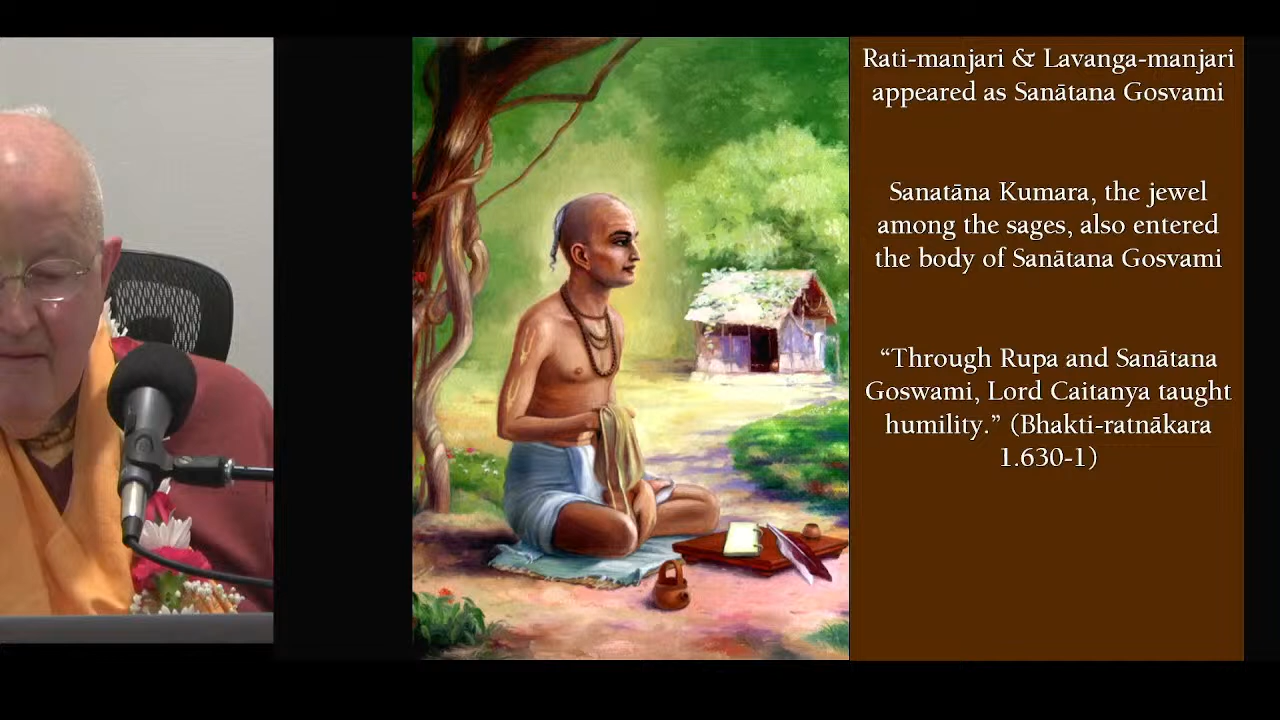 Rati-manjari & Lavanga-manjari
appeared as Sanātana Gosvami
Sanatāna Kumara, the jewel
among the sages, also entered
the body of Sanātana Gosvami
“Through Rupa and Sanātana
Goswami, Lord Caitanya taught
humility.” (Bhakti-ratnākara
1.630-1)